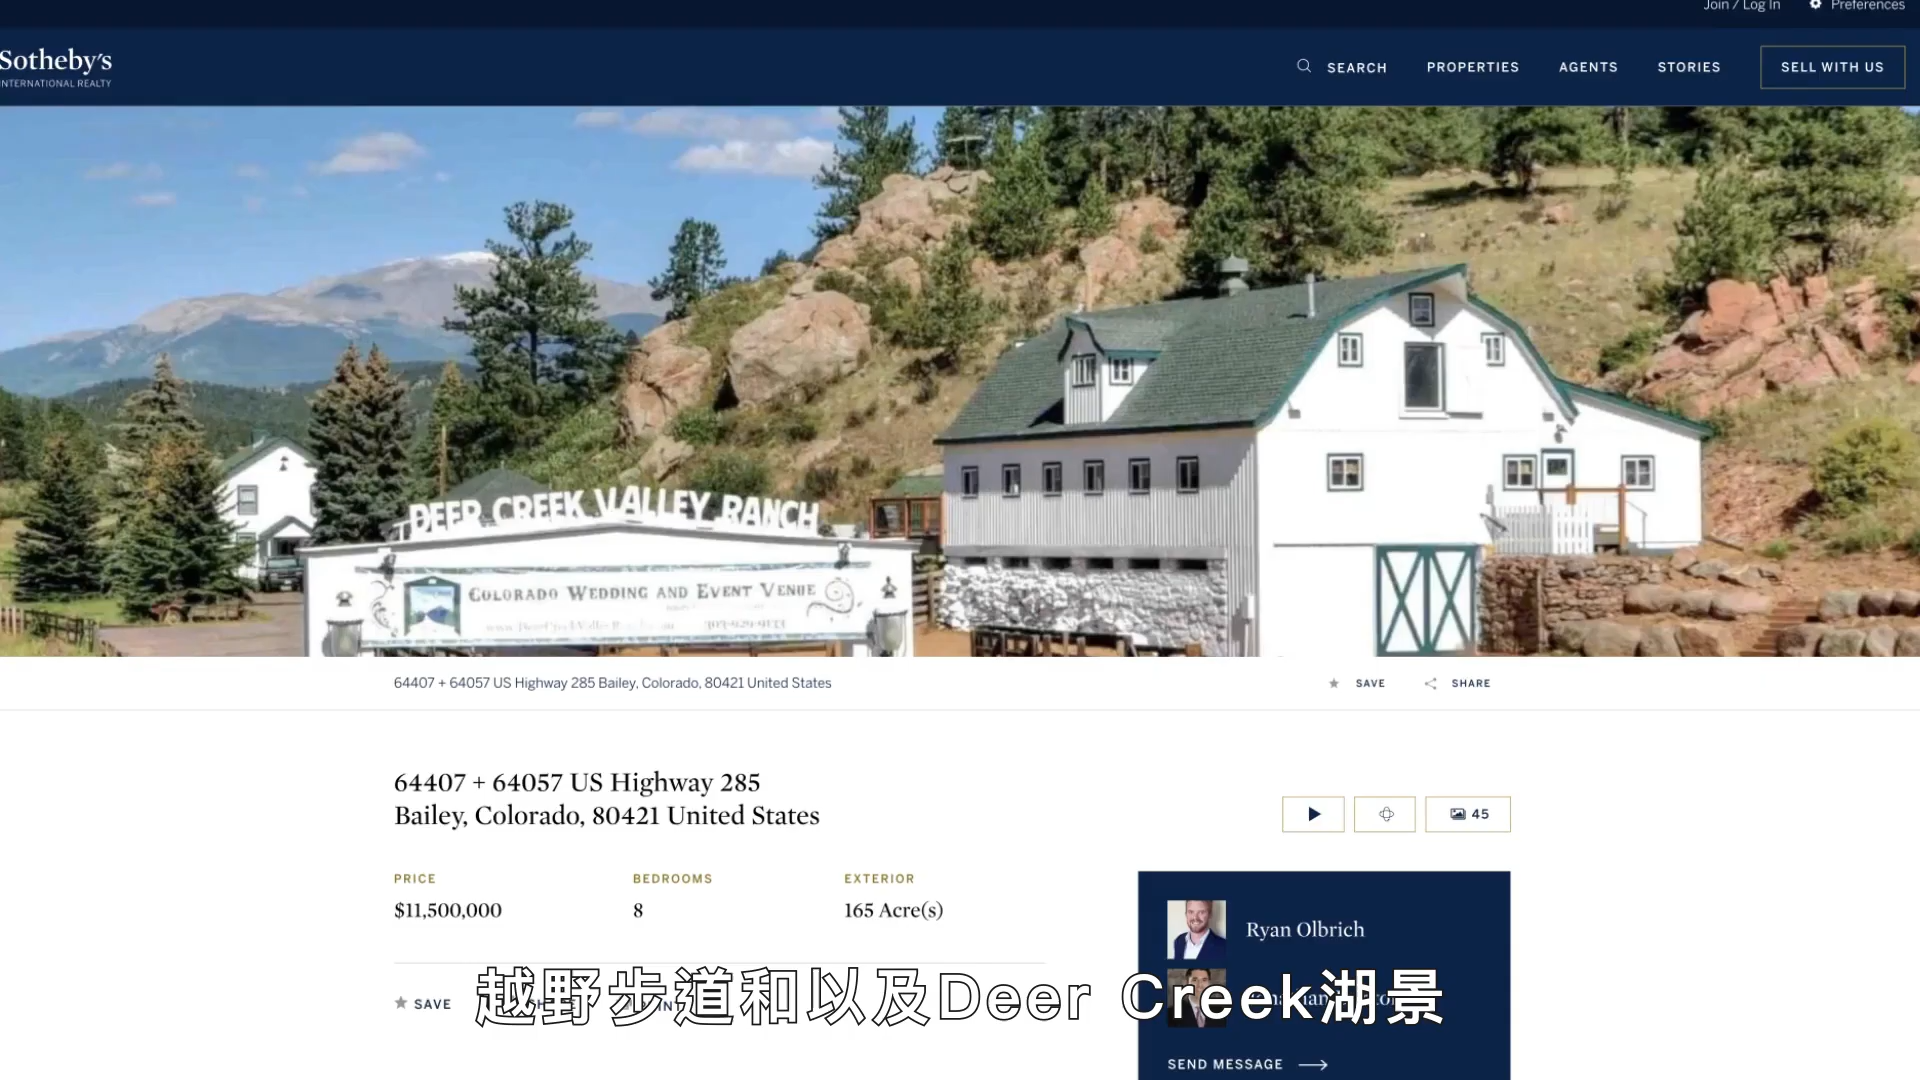 Join / Log In
Preferences
Sotheby's
INTERNATIONAL REALTY
SEARCH
PROPERTIES
AGENTS
STORIES
SELL WITH US
DEER CREEK VALLEY RANCH
COLORADO WEDDING AND EVENT VENUE
64407 + 64057 US Highway 285 Bailey, Colorado, 80421 United States
SAVE
SHARE
64407 + 64057 US Highway 285
Bailey, Colorado, 80421 United States
45
PRICE
BEDROOMS
EXTERIOR
$11,500,000
8
165 Acre(s)
Ryan Olbrich
SAVE
越野步道和以及Deer Creek湖景
SEND MESSAGE